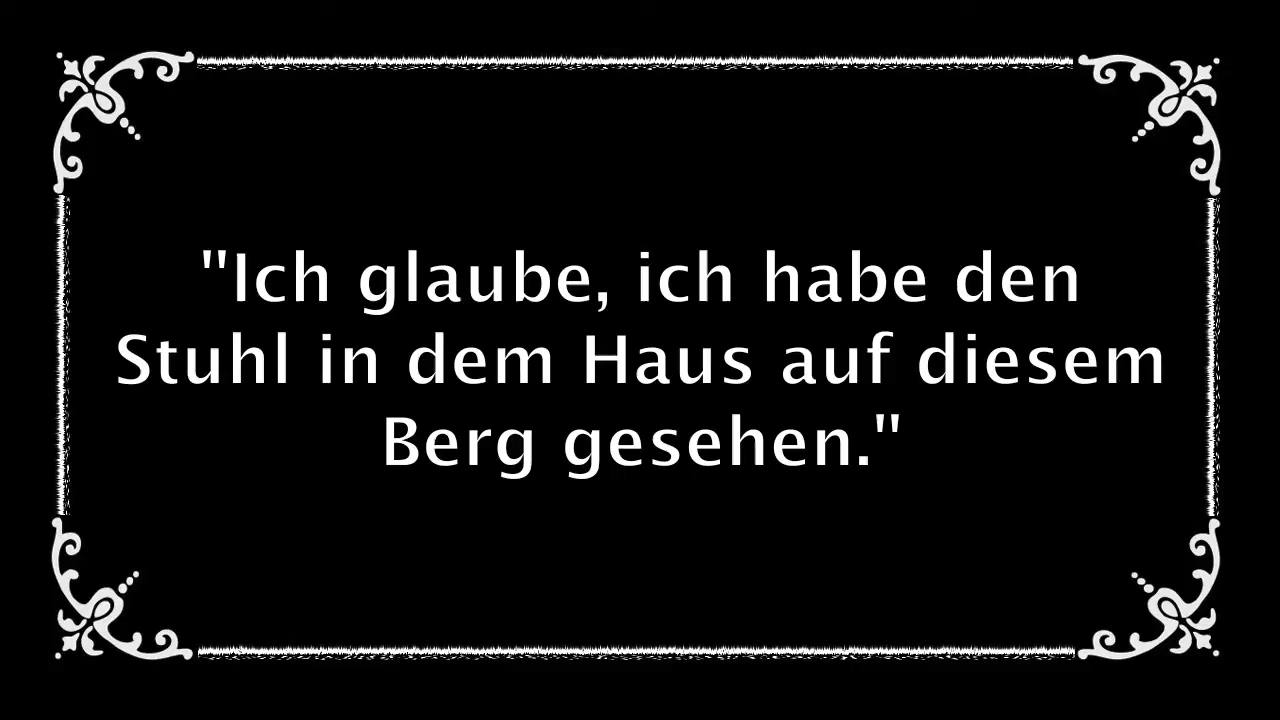 "Ich glaube, ich habe den
Stuhl in dem Haus auf diesem
Berg gesehen."